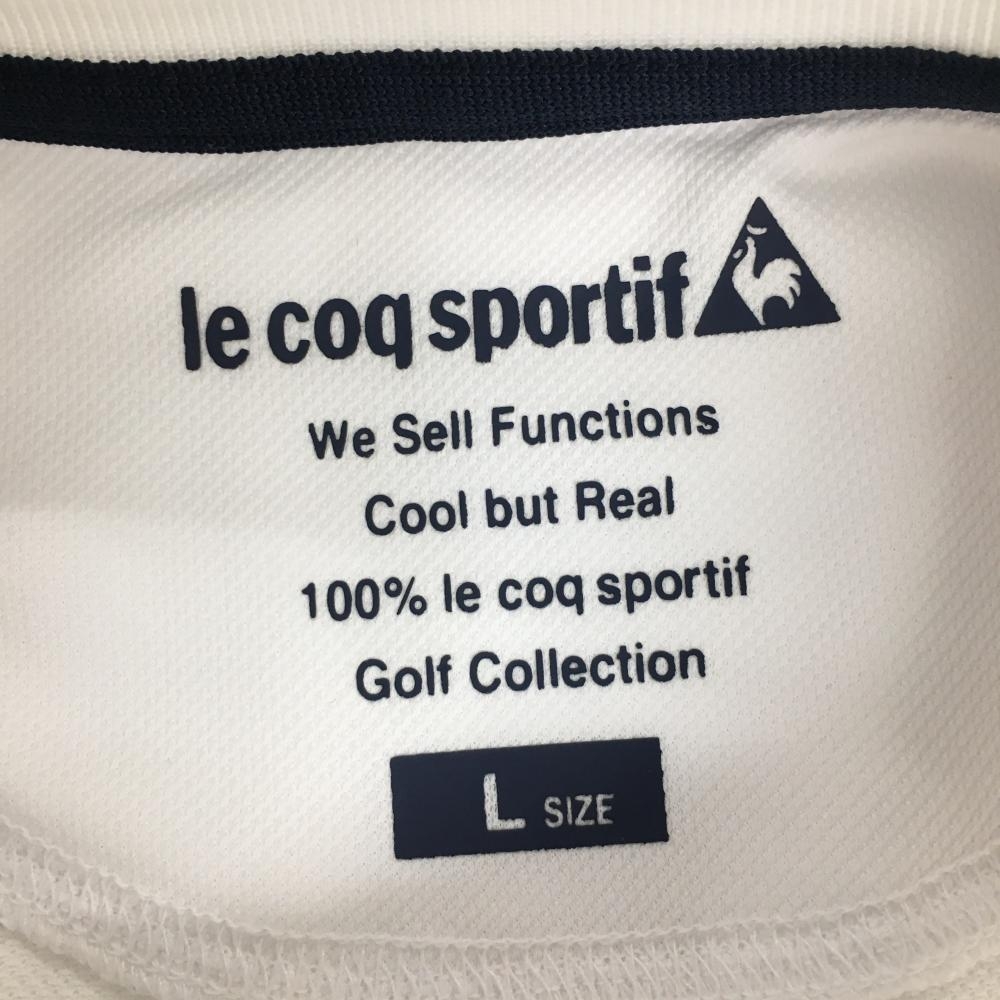 le coq sportif
We Sell Functions
Cool but Real
100% le coq sportif
Golf Collection
L SIZE